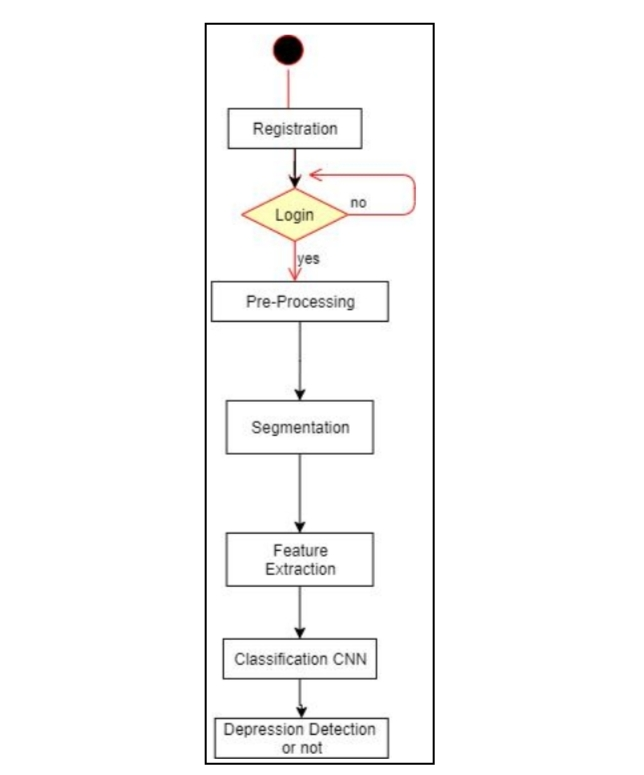 Registration
no
Login
yes
Pre-Processing
Segmentation
Feature
Extraction
Classification CNN
Depression Detection
or not